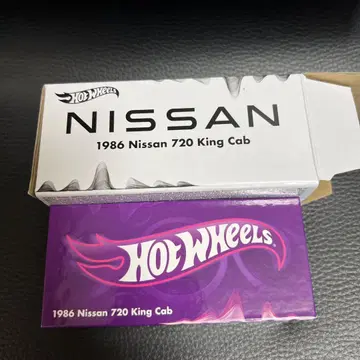 HOT WHEELS
NISSAN
1986 Nissan 720 King Cab
HOT WHEELS
1986 Nissan 720 King Cab